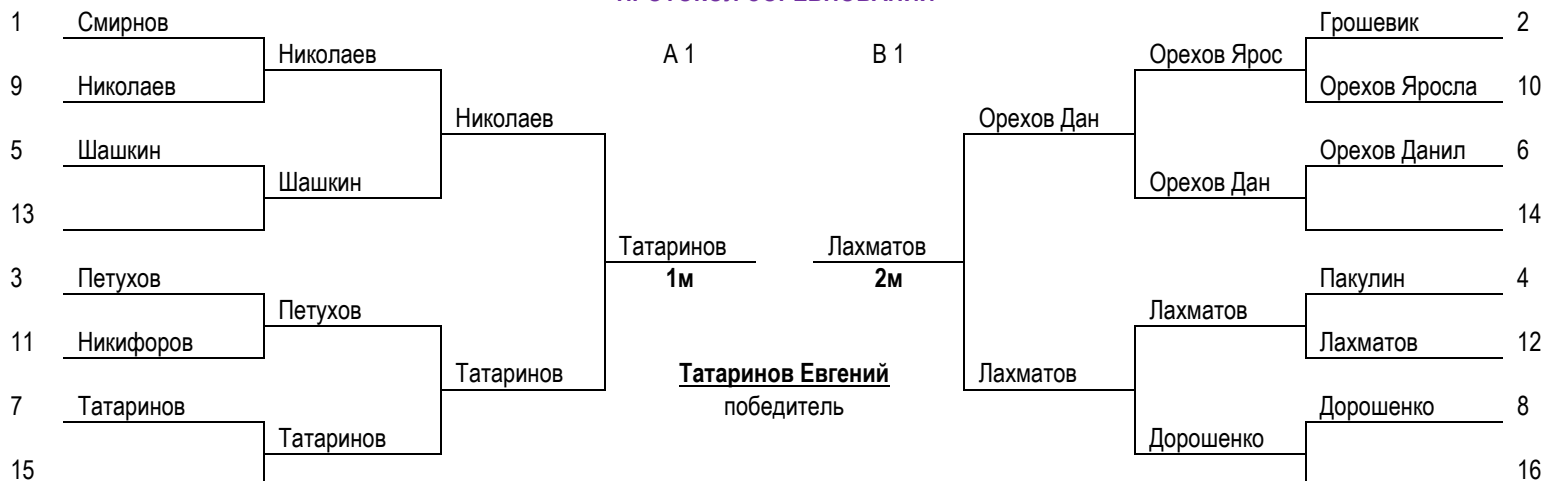 1 Смирнов Грошевик 2
Николаев А 1 В 1 Орехов Ярос
9 Николаев Орехов Яросла 10
Николаев Орехов Дан
5 Шашкин Орехов Данил 6
Шашкин Орехов Дан
13 14
Татаринов Лахматов
3 Петухов 1м 2м Пакулин 4
Петухов Лахматов
11 Никифоров Лахматов 12
Татаринов Татаринов Евгений Лахматов
7 Татаринов победитель Дорошенко 8
Татаринов Дорошенко
15 16